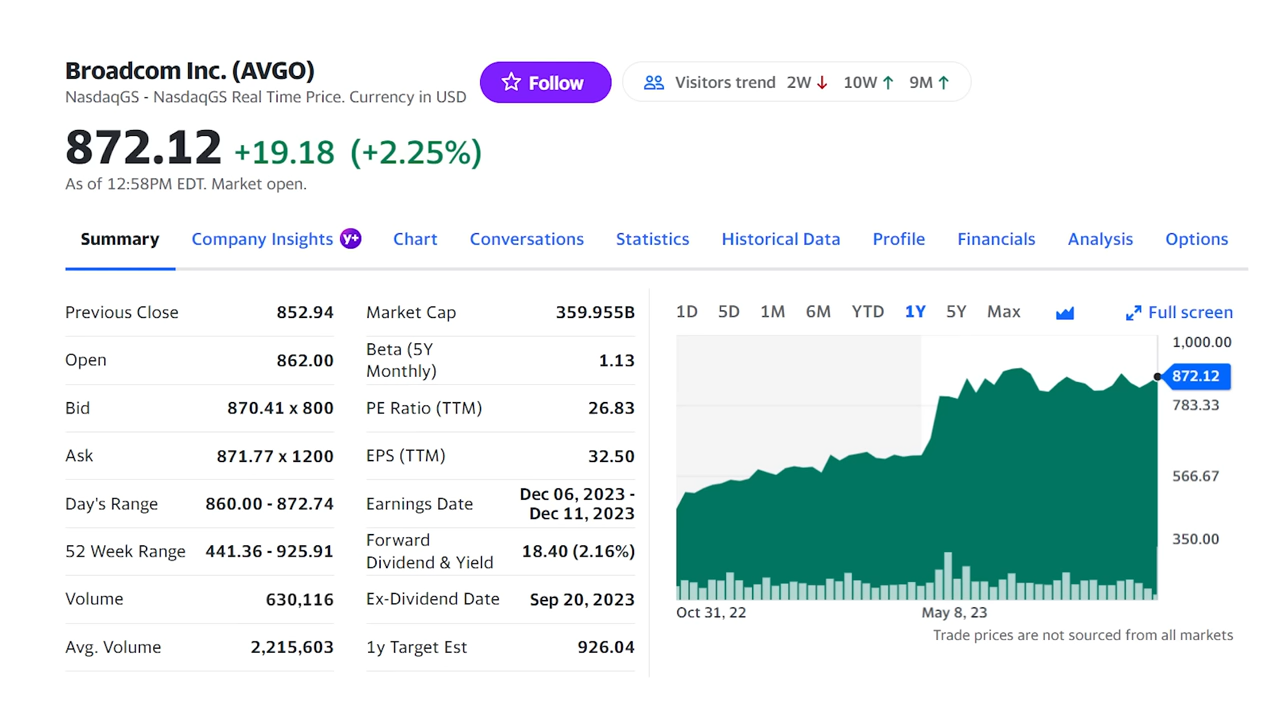 Broadcom Inc. (AVGO)
NasdaqGS - NasdaqGS Real Time Price. Currency in USD
Follow
Visitors trend 2W ↓ 10W ↑ 9M ↑
872.12 +19.18 (+2.25%)
As of 12:58PM EDT. Market open.
Summary Company Insights y+ Chart Conversations Statistics Historical Data Profile Financials Analysis Options
Previous Close 852.94
Open 862.00
Bid 870.41 x 800
Ask 871.77 x 1200
Day's Range 860.00 - 872.74
52 Week Range 441.36 - 925.91
Volume 630,116
Avg. Volume 2,215,603
Market Cap 359.955B
Beta (5Y
Monthly) 1.13
PE Ratio (TTM) 26.83
EPS (TTM) 32.50
Earnings Date Dec 06, 2023 -
Dec 11, 2023
Forward
Dividend & Yield 18.40 (2.16%)
Ex-Dividend Date Sep 20, 2023
1y Target Est 926.04
1D 5D 1M 6M YTD 1Y 5Y Max Full screen
1,000.00
872.12
783.33
566.67
350.00
Oct 31, 22 May 8, 23
Trade prices are not sourced from all markets